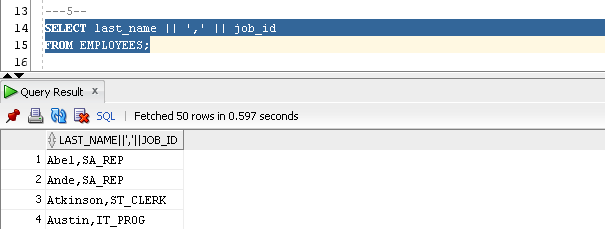 13
---5--
14 SELECT last_name || ',' || job_id
15 FROM EMPLOYEES;
16
Query Result x
SQL | Fetched 50 rows in 0.597 seconds
LAST_NAME||','||JOB_ID
1 Abel,SA_REP
2 Ande,SA_REP
3 Atkinson,ST_CLERK
4 Austin,IT_PROG